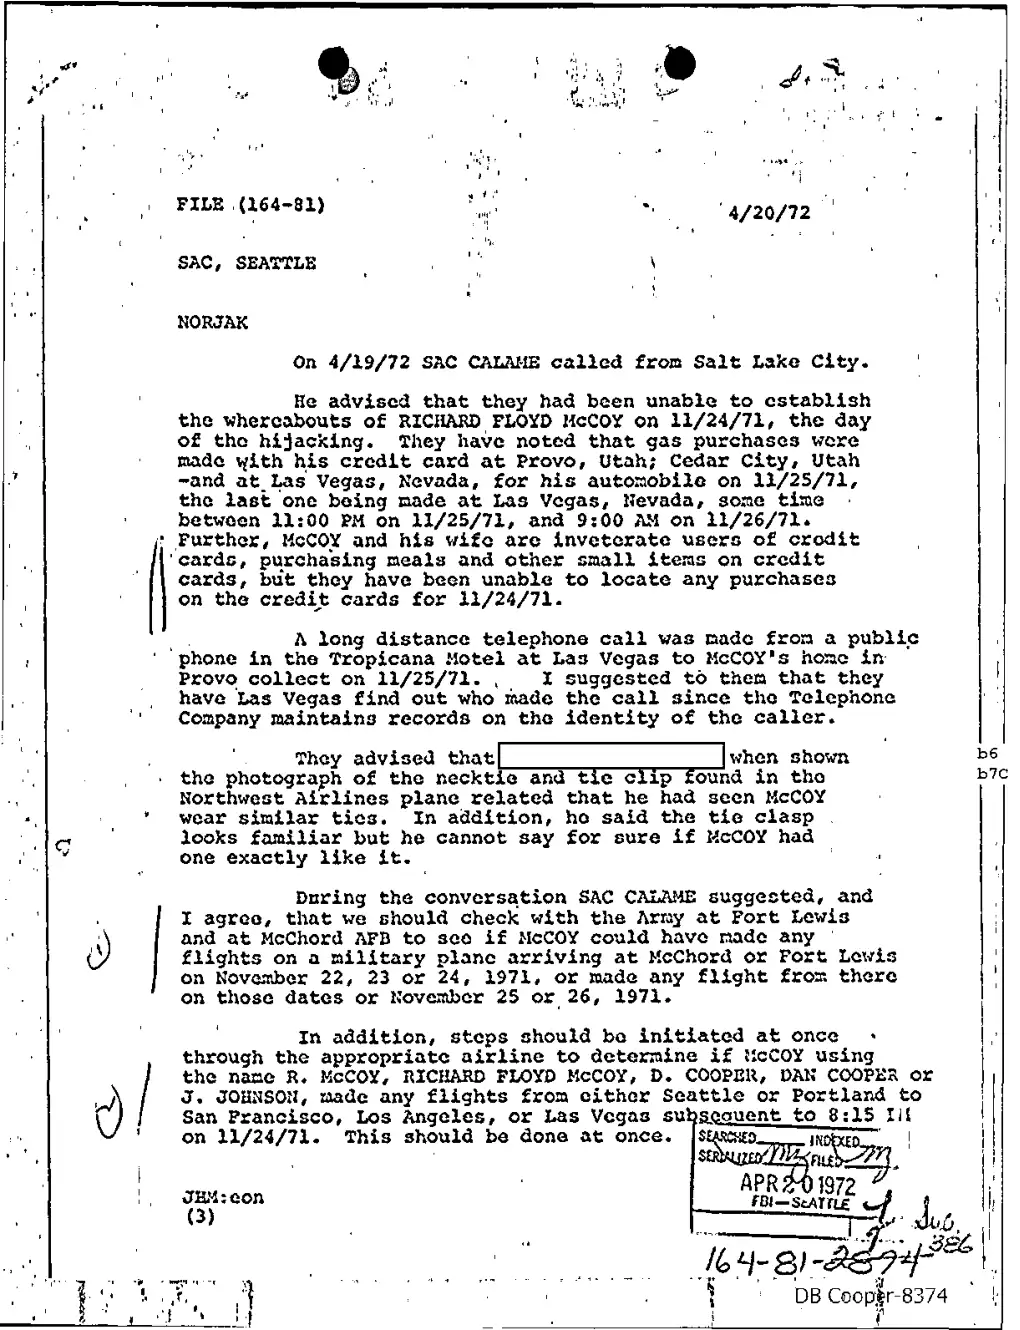 FILE (164-81)
4/20/72
SAC, SEATTLE
NORJAK
On 4/19/72 SAC CALAME called from Salt Lake City.
He advised that they had been unable to establish
the whereabouts of RICHARD FLOYD McCOY on 11/24/71, the day
of the hijacking. They have noted that gas purchases were
made with his credit card at Provo, Utah; Cedar City, Utah
-and at Las Vegas, Nevada, for his automobile on 11/25/71,
the last one being made at Las Vegas, Nevada, some time
between 11:00 PM on 11/25/71, and 9:00 AM on 11/26/71.
Further, McCOY and his wife are inveterate users of credit
cards, purchasing meals and other small items on credit
cards, but they have been unable to locate any purchases
on the credit cards for 11/24/71.
A long distance telephone call was made from a public
phone in the Tropicana Motel at Las Vegas to McCOY's home in
Provo collect on 11/25/71. I suggested to them that they
have Las Vegas find out who made the call since the Telephone
Company maintains records on the identity of the caller.
They advised that when shown
b6
the photograph of the necktie and tie clip found in the
b7C
Northwest Airlines plane related that he had seen McCOY
wear similar ties. In addition, he said the tie clasp
looks familiar but he cannot say for sure if McCOY had
one exactly like it.
During the conversation SAC CALAME suggested, and
I agree, that we should check with the Army at Fort Lewis
and at McChord AFB to see if McCOY could have made any
flights on a military plane arriving at McChord or Fort Lewis
on November 22, 23 or 24, 1971, or made any flight from there
on those dates or November 25 or 26, 1971.
In addition, steps should be initiated at once
through the appropriate airline to determine if McCOY using
the name R. McCOY, RICHARD FLOYD McCOY, D. COOPER, DAN COOPER or
J. JOHNSON, made any flights from either Seattle or Portland to
San Francisco, Los Angeles, or Las Vegas subsequent to 8:15
on 11/24/71. This should be done at once.
SEARCHED INDEXED
SERIALIZED FILED
APR 20 1972
FBI-SEATTLE
JHM:eon
(3)
Sub
386
164-81-2874
DB Cooper-8374